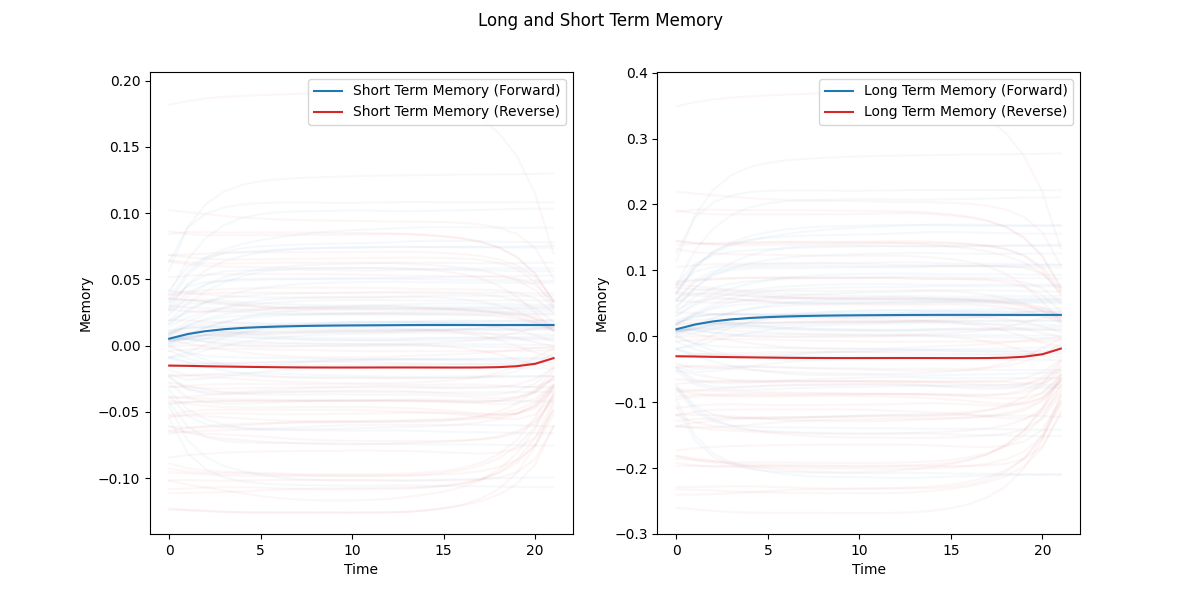 Long and Short Term Memory
Short Term Memory (Forward)
Short Term Memory (Reverse)
0.20
0.15
0.10
0.05
0.00
−0.05
−0.10
Memory
0 5 10 15 20
Time
Long Term Memory (Forward)
Long Term Memory (Reverse)
0.4
0.3
0.2
0.1
0.0
−0.1
−0.2
−0.3
Memory
0 5 10 15 20
Time